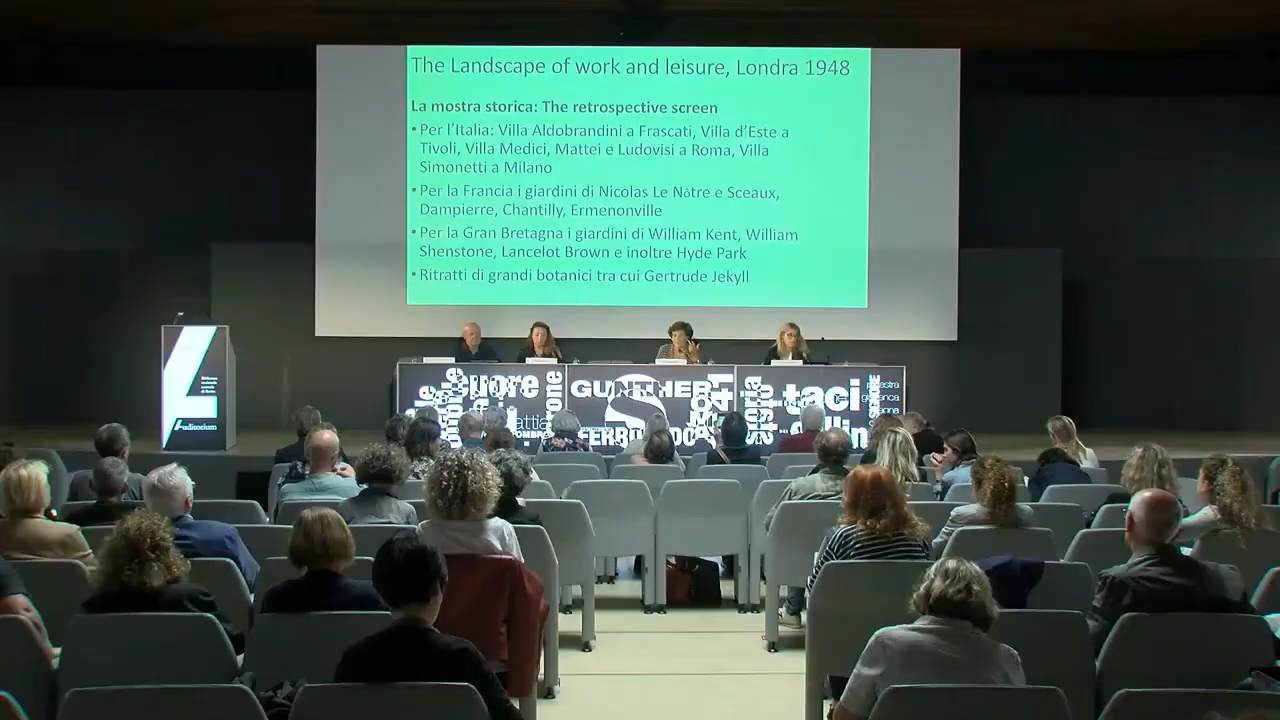 The Landscape of work and leisure, Londra 1948
La mostra storica: The retrospective screen
• Per l'Italia: Villa Aldobrandini a Frascati, Villa d'Este a
Tivoli, Villa Medici, Mattei e Ludovisi a Roma, Villa
Simonetti a Milano
• Per la Francia i giardini di Nicolas Le Nôtre e Sceaux,
Dampierre, Chantilly, Ermenonville
• Per la Gran Bretagna i giardini di William Kent, William
Shenstone, Lancelot Brown e inoltre Hyde Park
• Ritratti di grandi botanici tra cui Gertrude Jekyll
cuore
GUNTHER
S
storia
taci
Auditorium